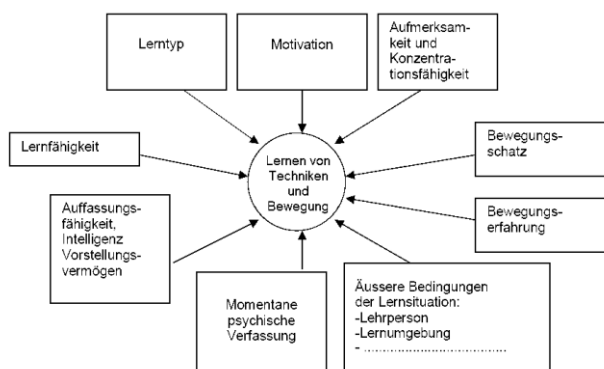 Lerntyp
Motivation
Aufmerksam-
keit und
Konzentra-
tionsfähigkeit
Lernfähigkeit
Lernen von
Techniken
und
Bewegung
Bewegungs-
schatz
Auffassungs-
fähigkeit,
Intelligenz
Vorstellungs-
vermögen
Bewegungs-
erfahrung
Momentane
psychische
Verfassung
Äussere Bedingungen
der Lernsituation:
-Lehrperson
-Lernumgebung
- ...................................